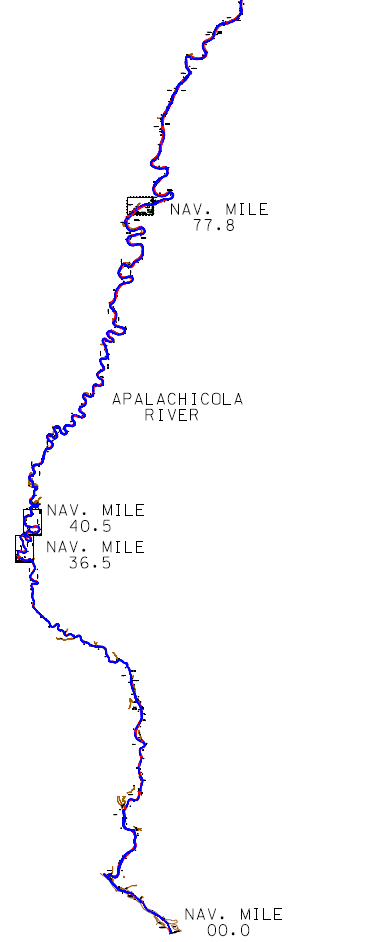 NAV. MILE
77.8
APALACHICOLA
RIVER
NAV. MILE
40.5
NAV. MILE
36.5
NAV. MILE
00.0